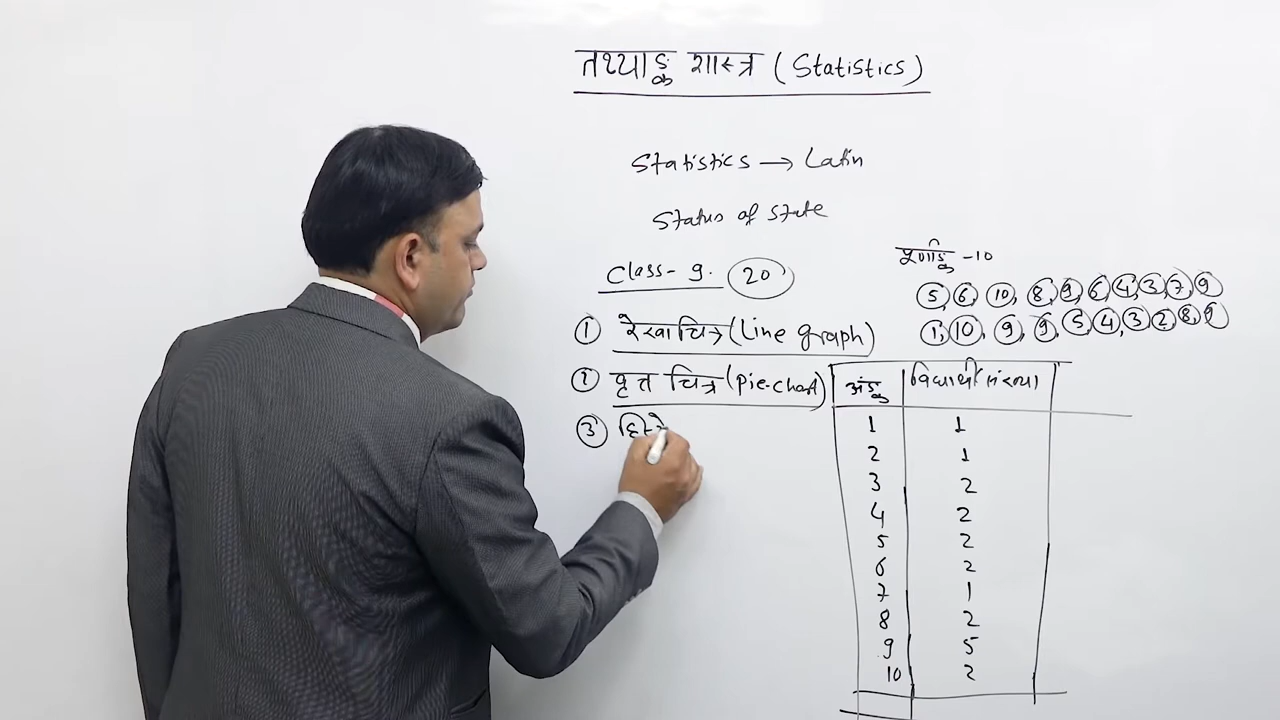 तथ्याङ्क शास्त्र (Statistics)
Statistics → Latin
Status of state
Class- 9. 20
पूर्णाङ्क -10
5, 6, 10, 8, 9, 6, 4, 3, 7, 9
1, 10, 9, 9, 5, 4, 3, 2, 8, 9
① रेखाचित्र (Line graph)
② वृत्त चित्र (pie-chart)
③ हिस्टो
अंङ्क विद्यार्थी संख्या
1 1
2 1
3 2
4 2
5 2
6 2
7 1
8 2
9 5
10 2